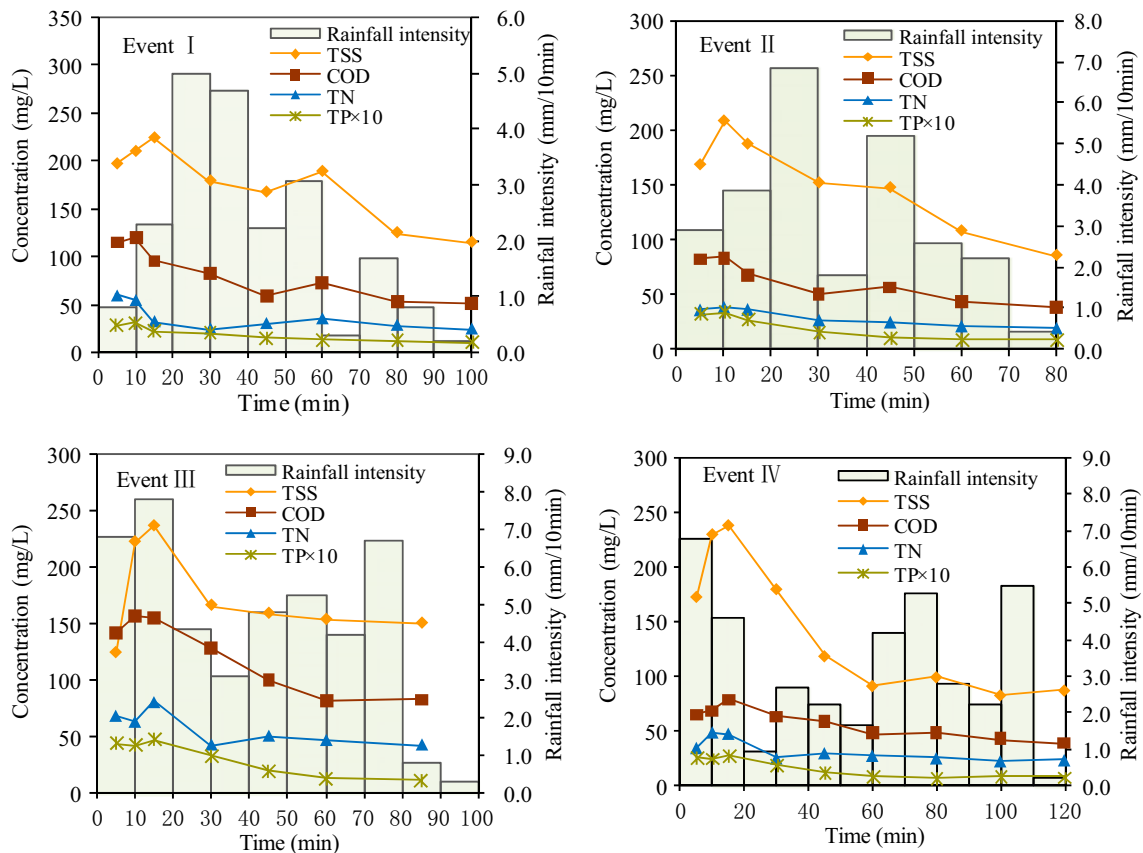 Event Ⅰ
Rainfall intensity
TSS
COD
TN
TP×10
Concentration (mg/L)
350
300
250
200
150
100
50
0
Rainfall intensity (mm/10min)
6.0
5.0
4.0
3.0
2.0
1.0
0.0
0 10 20 30 40 50 60 70 80 90 100
Time (min)
Event Ⅱ
Rainfall intensity
TSS
COD
TN
TP×10
Concentration (mg/L)
300
250
200
150
100
50
0
Rainfall intensity (mm/10min)
8.0
7.0
6.0
5.0
4.0
3.0
2.0
1.0
0.0
0 10 20 30 40 50 60 70 80
Time (min)
Event Ⅲ
Rainfall intensity
TSS
COD
TN
TP×10
Concentration (mg/L)
300
250
200
150
100
50
0
Rainfall intensity (mm/10min)
9.0
8.0
7.0
6.0
5.0
4.0
3.0
2.0
1.0
0.0
0 10 20 30 40 50 60 70 80 90 100
Time (min)
Event Ⅳ
Rainfall intensity
TSS
COD
TN
TP×10
Concentration (mg/L)
300
250
200
150
100
50
0
Rainfall intensity (mm/10min)
9.0
8.0
7.0
6.0
5.0
4.0
3.0
2.0
1.0
0.0
0 20 40 60 80 100 120
Time (min)